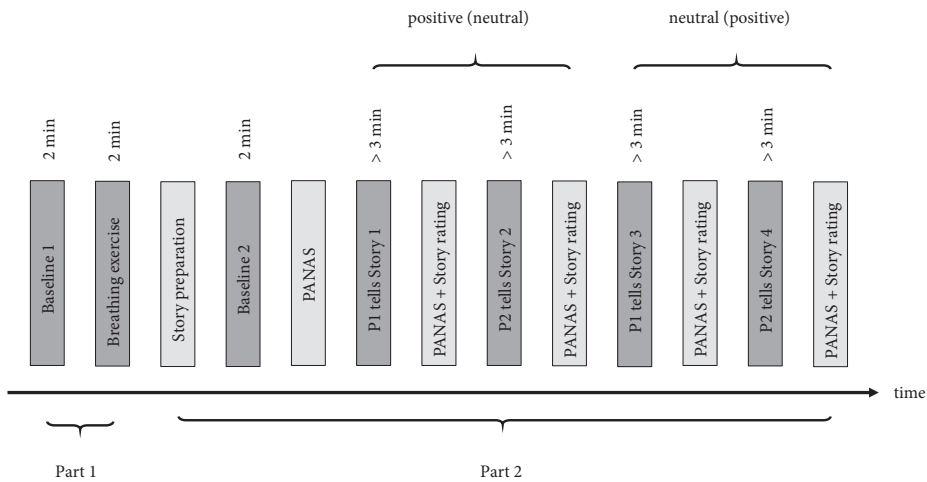 positive (neutral)
neutral (positive)
2 min
2 min
2 min
> 3 min
> 3 min
> 3 min
> 3 min
Baseline 1
Breathing exercise
Story preparation
Baseline 2
PANAS
P1 tells Story 1
PANAS + Story rating
P2 tells Story 2
PANAS + Story rating
P1 tells Story 3
PANAS + Story rating
P2 tells Story 4
PANAS + Story rating
time
Part 1
Part 2